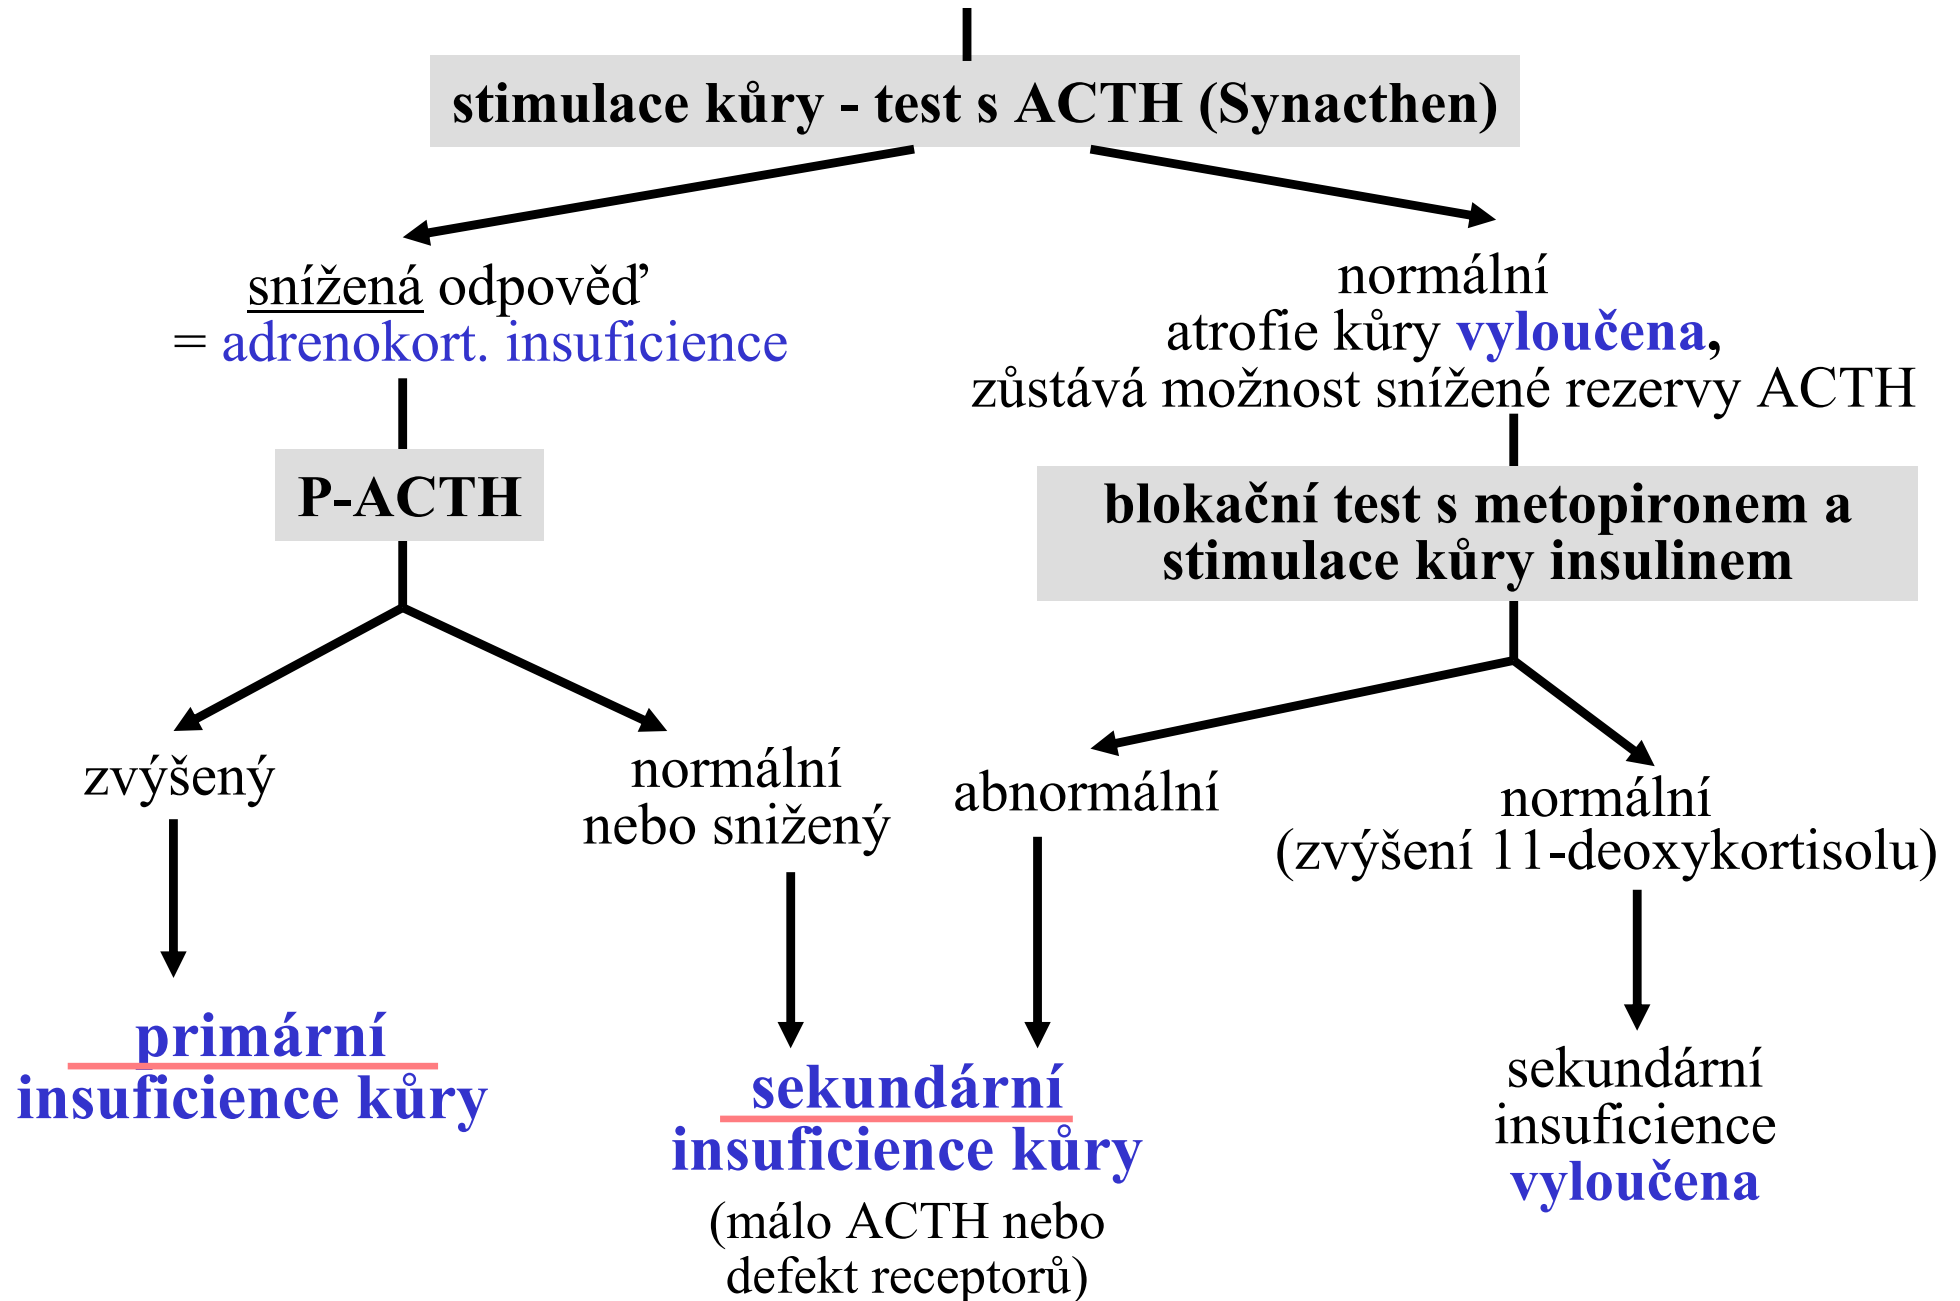 stimulace kůry - test s ACTH (Synacthen)
snížená odpověď
= adrenokort. insuficience
normální
atrofie kůry vyloučena,
zůstává možnost snížené rezervy ACTH
P-ACTH
blokační test s metopironem a
stimulace kůry insulinem
zvýšený
normální
nebo snižený
abnormální
normální
(zvýšení 11-deoxykortisolu)
primární
insuficience kůry
sekundární
insuficience kůry
(málo ACTH nebo
defekt receptorů)
sekundární
insuficience
vyloučena